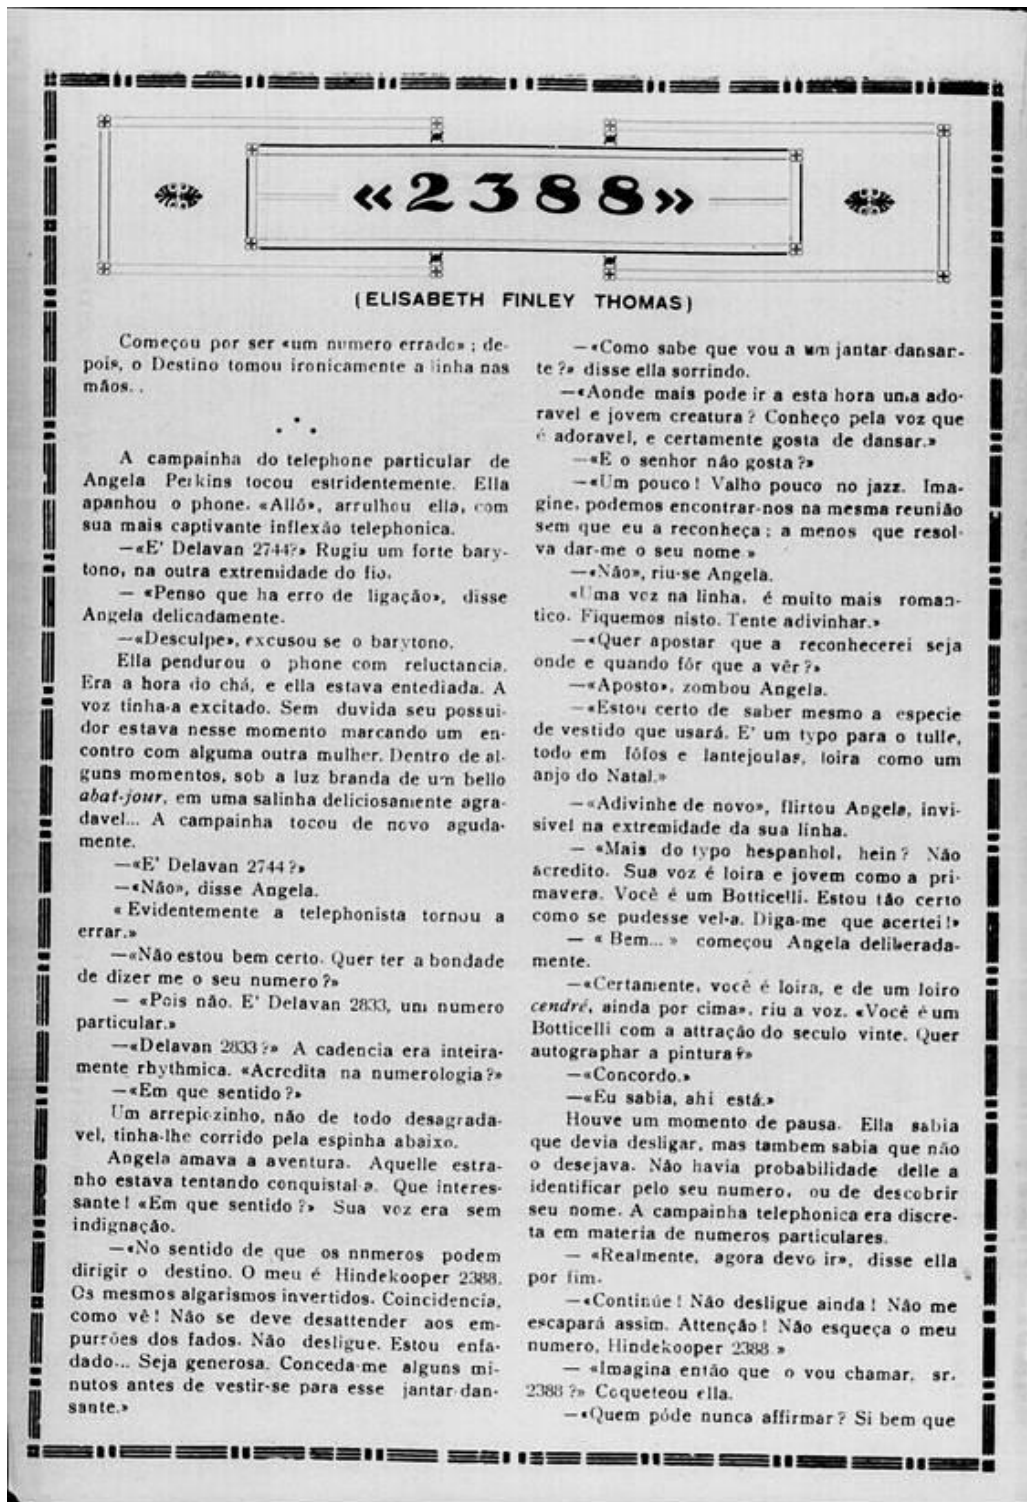 «2388»
(ELISABETH FINLEY THOMAS)
Começou por ser «um numero errado» ; de-
pois, o Destino tomou ironicamente a linha nas
mãos. .
A campainha do telephone particular de
Angela Perkins tocou estridentemente. Ella
apanhou o phone. «Alló», arrulhou ella, com
sua mais captivante inflexão telephonica.
—«E' Delavan 2744?» Rugiu um forte bary-
tono, na outra extremidade do fio.
— «Penso que ha erro de ligação», disse
Angela delicadamente.
—«Desculpe», excusou se o barytono.
Ella pendurou o phone com reluctancia.
Era a hora do chá, e ella estava entediada. A
voz tinha-a excitado. Sem duvida seu possui-
dor estava nesse momento marcando um en-
contro com alguma outra mulher. Dentro de al-
guns momentos, sob a luz branda de um bello
abat-jour, em uma salinha deliciosamente agra-
davel... A campainha tocou de novo aguda-
mente.
—«E' Delavan 2744?»
—«Não», disse Angela.
«Evidentemente a telephonista tornou a
errar.»
—«Não estou bem certo. Quer ter a bondade
de dizer me o seu numero?»
— «Pois não. E' Delavan 2833, um numero
particular.»
—«Delavan 2833?» A cadencia era inteira-
mente rhythmica. «Acredita na numerologia?»
—«Em que sentido?»
Um arrepiozinho, não de todo desagrada-
vel, tinha-lhe corrido pela espinha abaixo.
Angela amava a aventura. Aquelle estra-
nho estava tentando conquistal-a. Que interes-
sante! «Em que sentido?» Sua voz era sem
indignação.
—«No sentido de que os nnmeros podem
dirigir o destino. O meu é Hindekooper 2388.
Os mesmos algarismos invertidos. Coincidencia,
como vê! Não se deve desattender aos em-
purrões dos fados. Não desligue. Estou enfa-
dado... Seja generosa. Conceda-me alguns mi-
nutos antes de vestir-se para esse jantar-dan-
sante.»
—«Como sabe que vou a um jantar dansan-
te?» disse ella sorrindo.
—«Aonde mais pode ir a esta hora uma ado-
ravel e jovem creatura? Conheço pela voz que
é adoravel, e certamente gosta de dansar.»
—«E o senhor não gosta?»
—«Um pouco! Valho pouco no jazz. Ima-
gine, podemos encontrar-nos na mesma reunião
sem que eu a reconheça; a menos que resol-
va dar-me o seu nome»
—«Não», riu-se Angela.
«Uma vez na linha, é muito mais roman-
tico. Fiquemos nisto. Tente adivinhar.»
—«Quer apostar que a reconhecerei seja
onde e quando fôr que a vêr?»
—«Aposto», zombou Angela.
—«Estou certo de saber mesmo a especie
de vestido que usará. E' um typo para o tulle,
todo em fôfos e lantejoulas, loira como um
anjo do Natal.»
—«Adivinhe de novo», flirtou Angela, invi-
sivel na extremidade da sua linha.
— «Mais do typo hespanhol, hein? Não
acredito. Sua voz é loira e jovem como a pri-
mavera. Você é um Botticelli. Estou tão certo
como se pudesse vel-a. Diga-me que acertei!»
— «Bem...» começou Angela deliberada-
mente.
—«Certamente, você é loira, e de um loiro
cendré, ainda por cima», riu a voz. «Você é um
Botticelli com a attração do seculo vinte. Quer
autographar a pintura?»
—«Concordo.»
—«Eu sabia, ahi está.»
Houve um momento de pausa. Ella sabia
que devia desligar, mas tambem sabia que não
o desejava. Não havia probabilidade delle a
identificar pelo seu numero, ou de descobrir
seu nome. A campainha telephonica era discre-
ta em materia de numeros particulares.
— «Realmente, agora devo ir», disse ella
por fim.
—«Continúe! Não desligue ainda! Não me
escapará assim. Attenção! Não esqueça o meu
numero, Hindekooper 2388.»
— «Imagina então que o vou chamar, sr.
2388?» Coqueteou ella.
—«Quem póde nunca affirmar? Si bem que